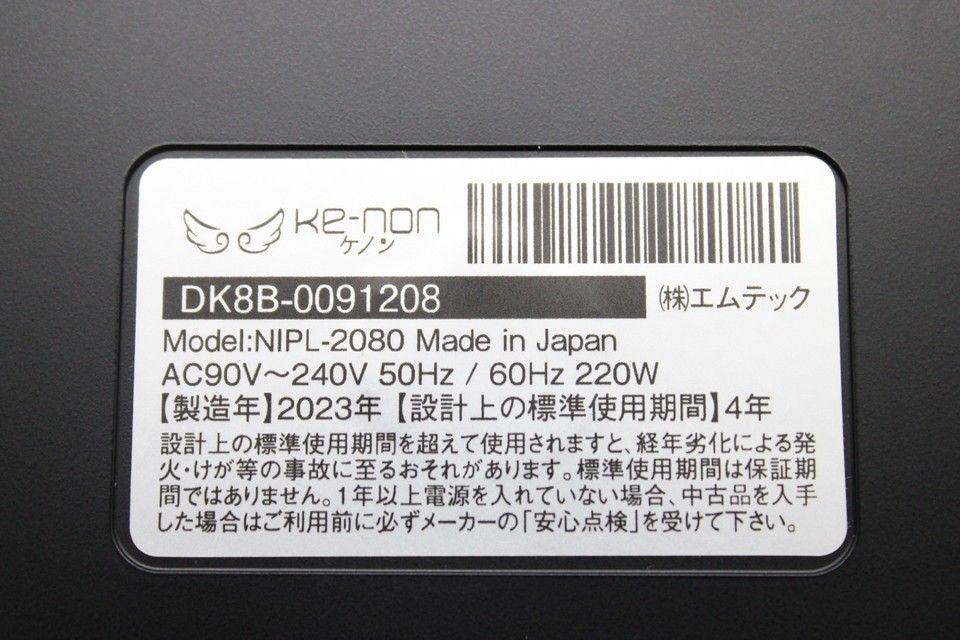 ke-non
ケノン
DK8B-0091208 ㈱エムテック
Model:NIPL-2080 Made in Japan
AC90V～240V 50Hz / 60Hz 220W
【製造年】2023年【設計上の標準使用期間】4年
設計上の標準使用期間を超えて使用されますと、経年劣化による発
火・けが等の事故に至るおそれがあります。標準使用期間は保証期
間ではありません。1年以上電源を入れていない場合、中古品を入手
した場合はご利用前に必ずメーカーの「安心点検」を受けて下さい。